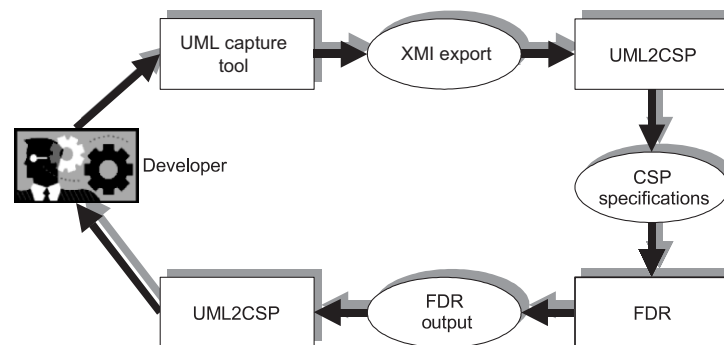 UML capture
tool
XMI export
UML2CSP
Developer
CSP
specifications
UML2CSP
FDR
output
FDR